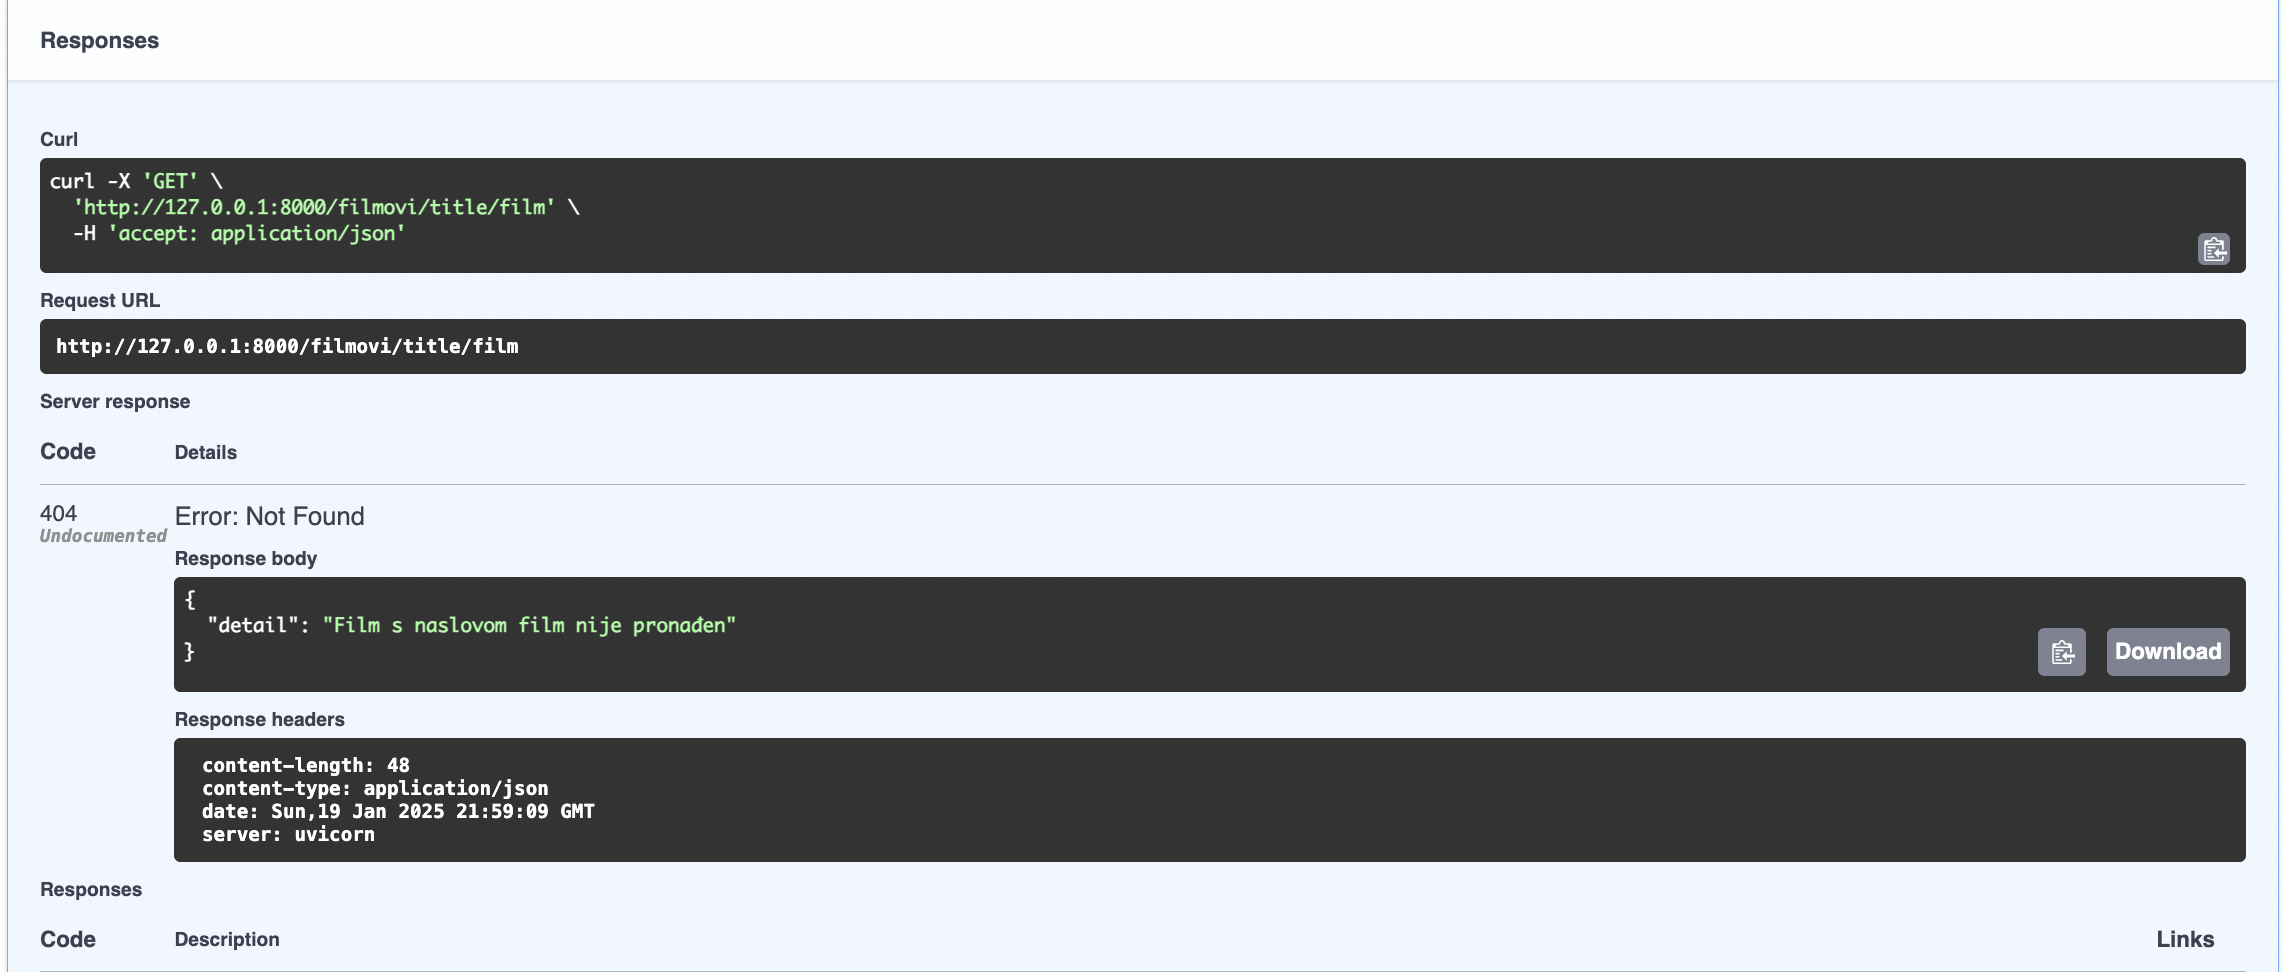 Responses
Curl
curl -X 'GET' \
'http://127.0.0.1:8000/filmovi/title/film' \
-H 'accept: application/json'
Request URL
http://127.0.0.1:8000/filmovi/title/film
Server response
Code Details
404 Error: Not Found
Undocumented
Response body
{
"detail": "Film s naslovom film nije pronađen"
}
Download
Response headers
content-length: 48
content-type: application/json
date: Sun,19 Jan 2025 21:59:09 GMT
server: uvicorn
Responses
Code Description Links